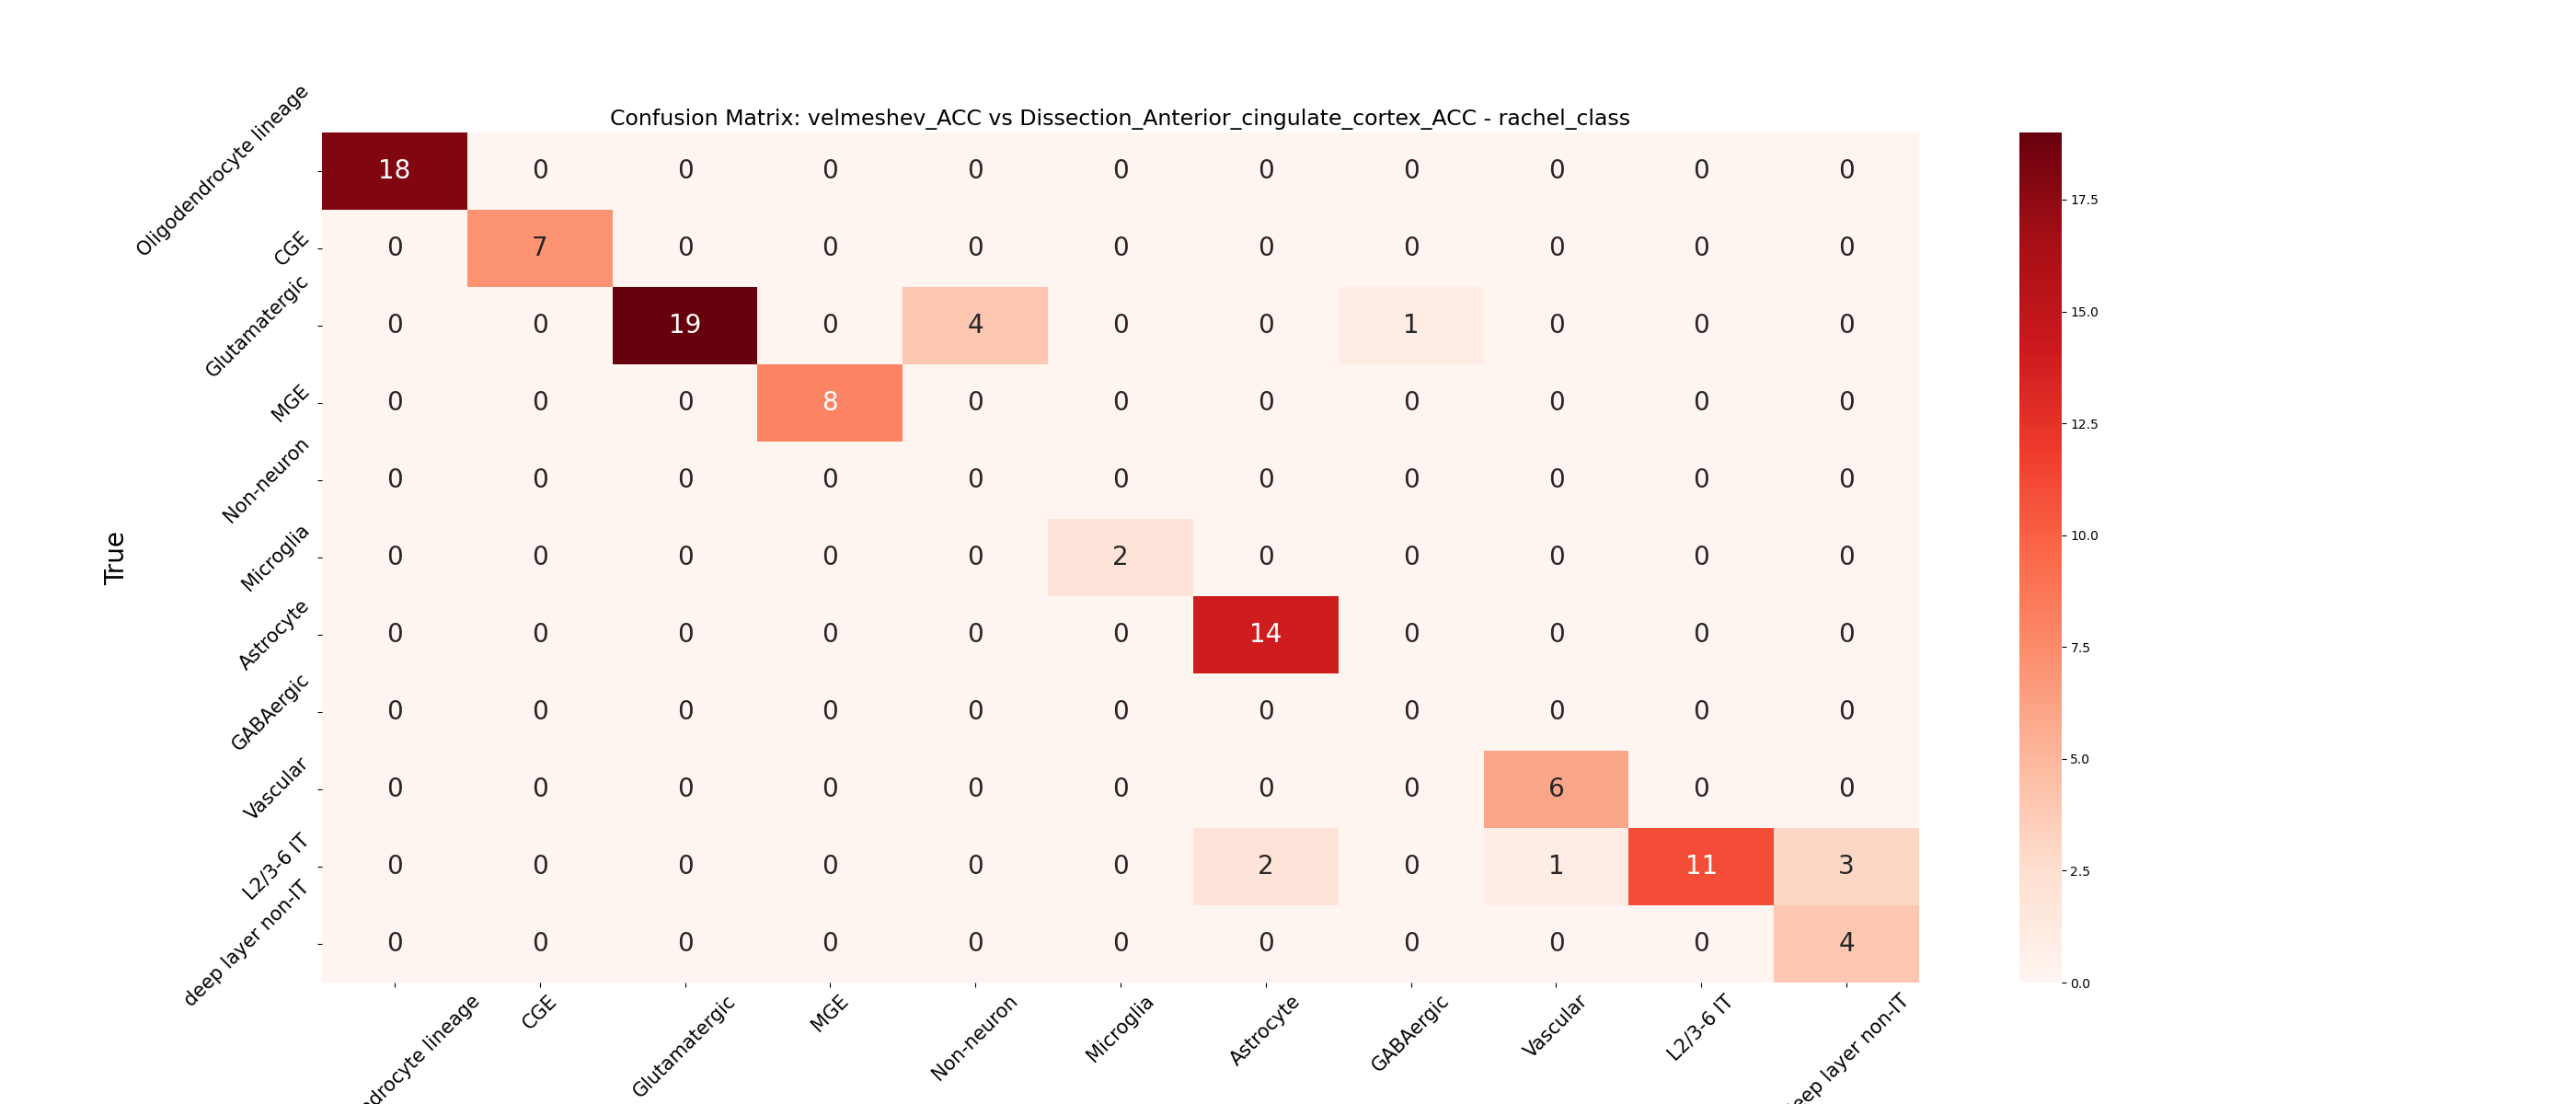 Confusion Matrix: velmeshev_ACC vs Dissection_Anterior_cingulate_cortex_ACC - rachel_class
True
Oligodendrocyte lineage 18 0 0 0 0 0 0 0 0 0 0
CGE 0 7 0 0 0 0 0 0 0 0 0
Glutamatergic 0 0 19 0 4 0 0 1 0 0 0
MGE 0 0 0 8 0 0 0 0 0 0 0
Non-neuron 0 0 0 0 0 0 0 0 0 0 0
Microglia 0 0 0 0 0 2 0 0 0 0 0
Astrocyte 0 0 0 0 0 0 14 0 0 0 0
GABAergic 0 0 0 0 0 0 0 0 0 0 0
Vascular 0 0 0 0 0 0 0 0 6 0 0
L2/3-6 IT 0 0 0 0 0 0 2 0 1 11 3
deep layer non-IT 0 0 0 0 0 0 0 0 0 0 4
lineage CGE Glutamatergic MGE Non-neuron Microglia Astrocyte GABAergic Vascular L2/3-6 IT layer non-IT
17.5
15.0
12.5
10.0
7.5
5.0
2.5
0.0